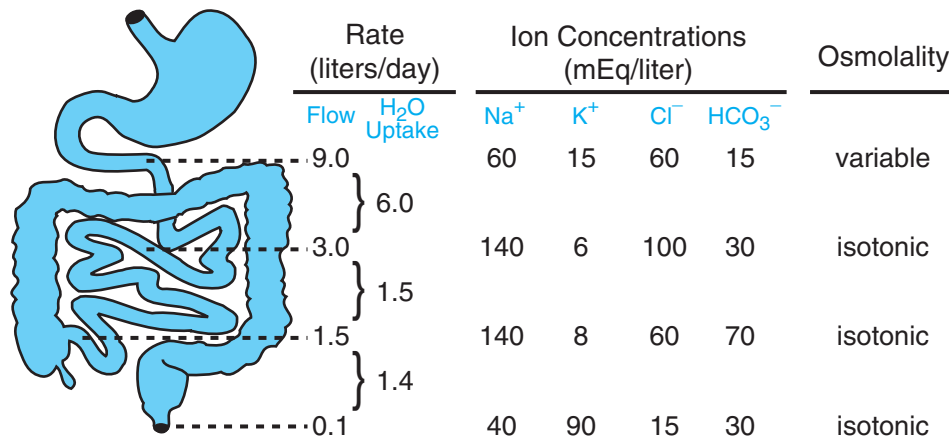 Rate Ion Concentrations
(liters/day) (mEq/liter) Osmolality
Flow H₂O Uptake Na⁺ K⁺ Cl⁻ HCO₃⁻
9.0 60 15 60 15 variable
6.0
3.0 140 6 100 30 isotonic
1.5
1.5 140 8 60 70 isotonic
1.4
0.1 40 90 15 30 isotonic